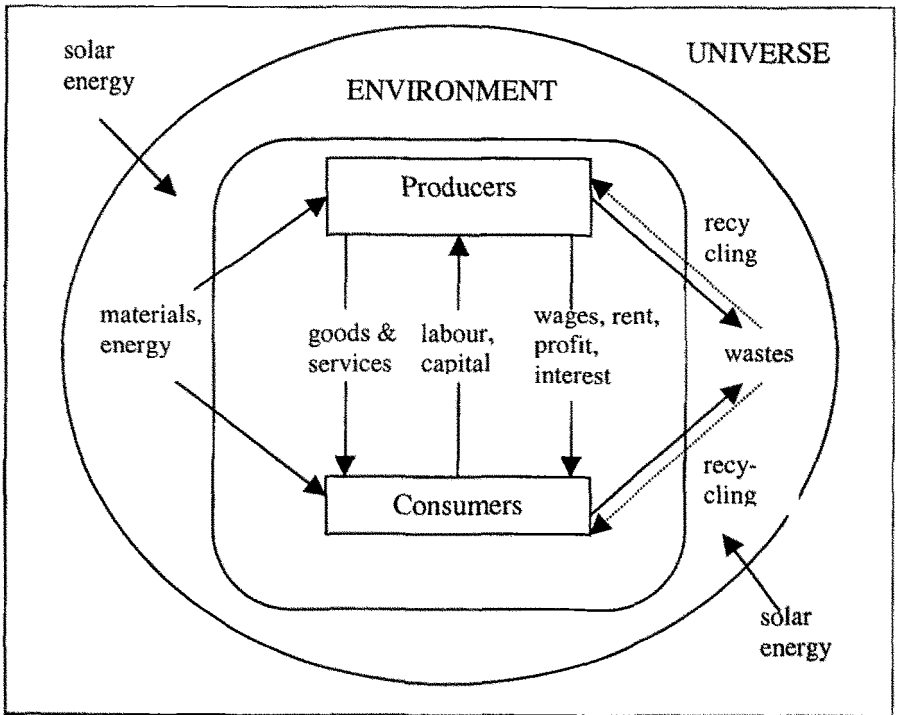 solar
energy
UNIVERSE
ENVIRONMENT
Producers
recy
cling
materials,
energy
goods &
services
labour,
capital
wages, rent,
profit,
interest
wastes
recy-
cling
Consumers
solar
energy